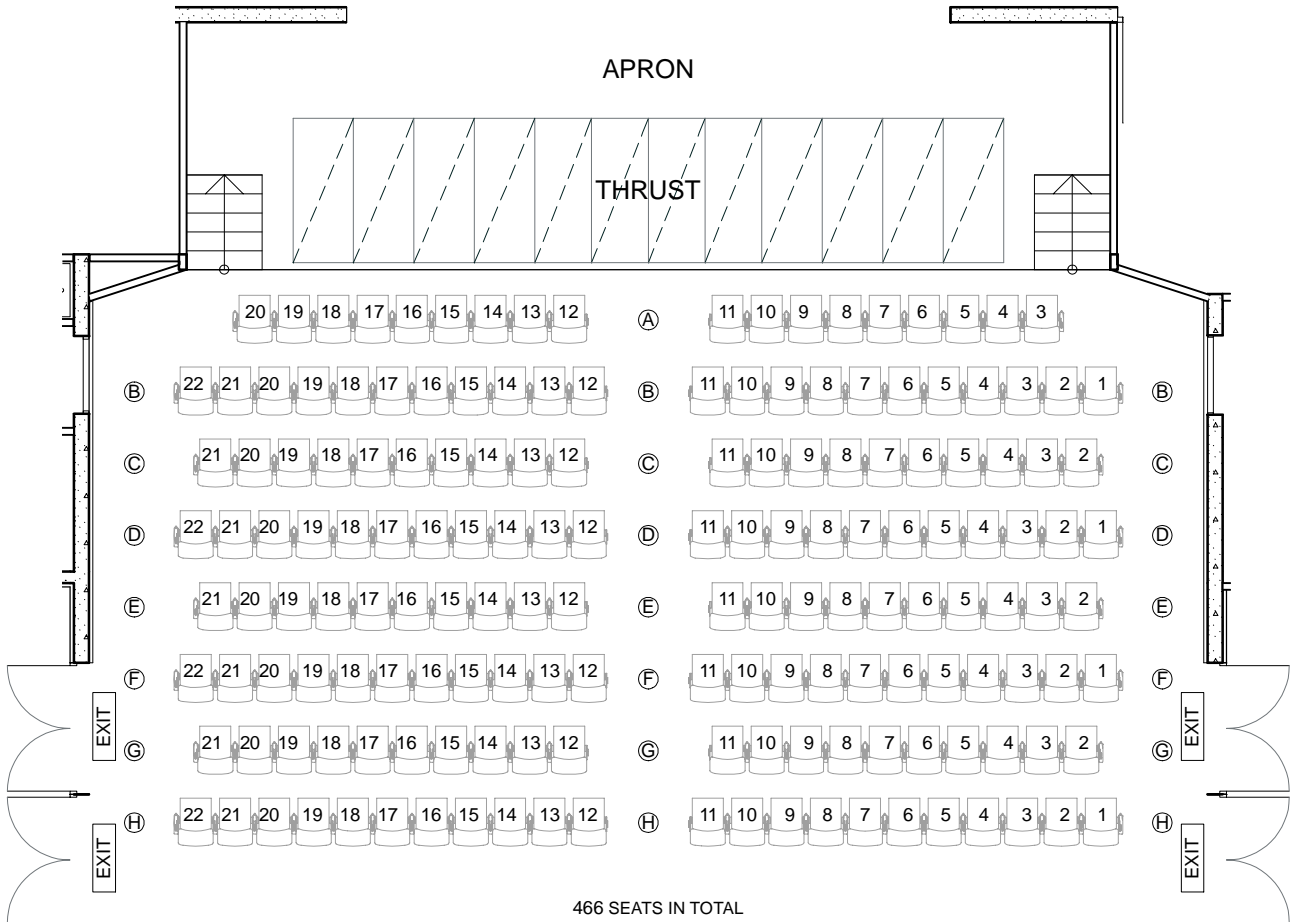 APRON
THRUST
20 19 18 17 16 15 14 13 12 A 11 10 9 8 7 6 5 4 3
B 22 21 20 19 18 17 16 15 14 13 12 B 11 10 9 8 7 6 5 4 3 2 1 B
C 21 20 19 18 17 16 15 14 13 12 C 11 10 9 8 7 6 5 4 3 2 C
D 22 21 20 19 18 17 16 15 14 13 12 D 11 10 9 8 7 6 5 4 3 2 1 D
E 21 20 19 18 17 16 15 14 13 12 E 11 10 9 8 7 6 5 4 3 2 E
F 22 21 20 19 18 17 16 15 14 13 12 F 11 10 9 8 7 6 5 4 3 2 1 F
EXIT EXIT
G 21 20 19 18 17 16 15 14 13 12 G 11 10 9 8 7 6 5 4 3 2 G
H 22 21 20 19 18 17 16 15 14 13 12 H 11 10 9 8 7 6 5 4 3 2 1 H
EXIT EXIT
466 SEATS IN TOTAL